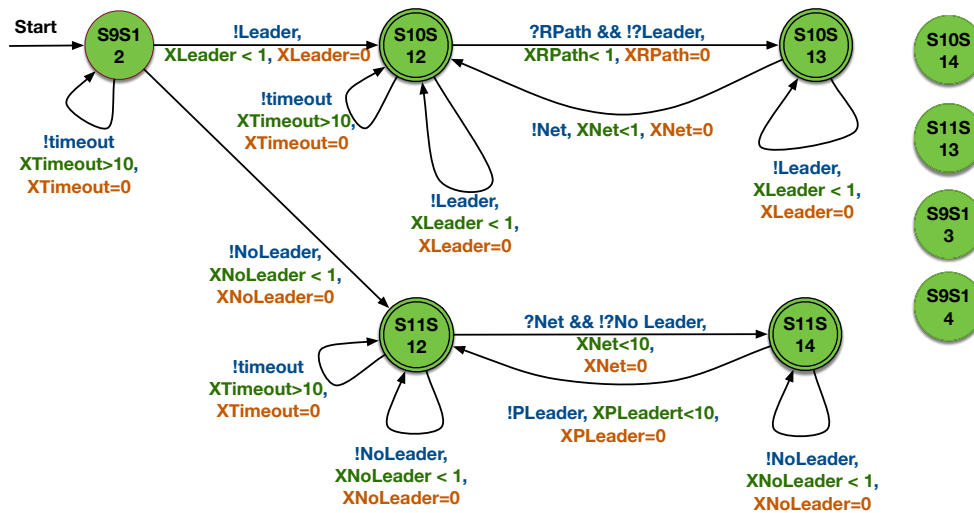 Start
S9S1
2
!Leader,
XLeader < 1, XLeader=0
S10S
12
?RPath && !?Leader,
XRPath< 1, XRPath=0
S10S
13
S10S
14
!timeout
XTimeout>10,
XTimeout=0
!timeout
XTimeout>10,
XTimeout=0
!Net, XNet<1, XNet=0
S11S
13
!Leader,
XLeader < 1,
XLeader=0
!Leader,
XLeader < 1,
XLeader=0
S9S1
3
!NoLeader,
XNoLeader < 1,
XNoLeader=0
S9S1
4
S11S
12
?Net && !?No Leader,
XNet<10,
XNet=0
S11S
14
!timeout
XTimeout>10,
XTimeout=0
!PLeader, XPLeadert<10,
XPLeader=0
!NoLeader,
XNoLeader < 1,
XNoLeader=0
!NoLeader,
XNoLeader < 1,
XNoLeader=0